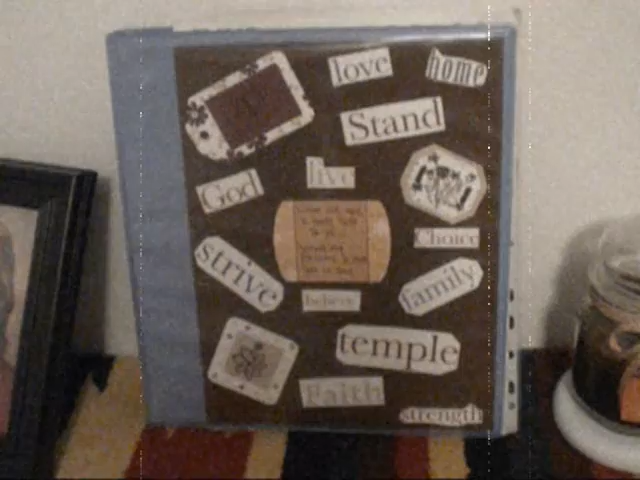 love
home
Stand
live
God
Choice
strive
family
believe
temple
Faith
strength